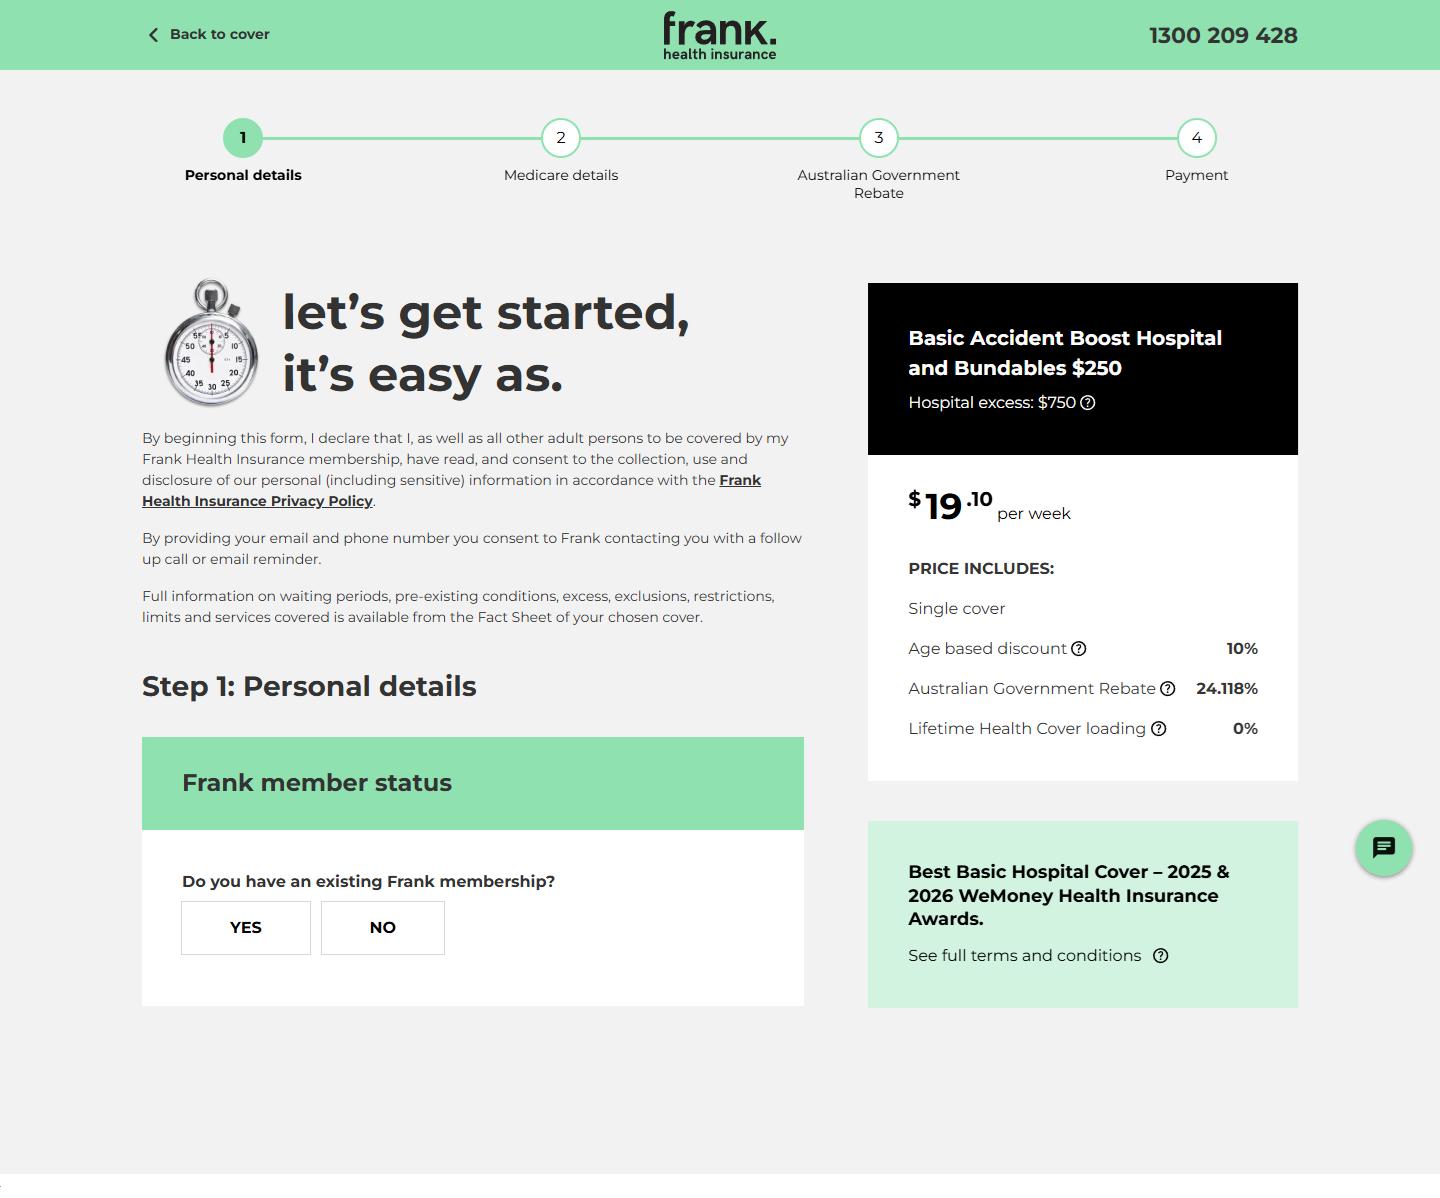 Back to cover
frank.
health insurance
1300 209 428
1
2
3
4
Personal details
Medicare details
Australian Government
Rebate
Payment
let’s get started,
it’s easy as.
By beginning this form, I declare that I, as well as all other adult persons to be covered by my
Frank Health Insurance membership, have read, and consent to the collection, use and
disclosure of our personal (including sensitive) information in accordance with the Frank
Health Insurance Privacy Policy.
By providing your email and phone number you consent to Frank contacting you with a follow
up call or email reminder.
Full information on waiting periods, pre-existing conditions, excess, exclusions, restrictions,
limits and services covered is available from the Fact Sheet of your chosen cover.
Step 1: Personal details
Frank member status
Do you have an existing Frank membership?
YES
NO
Basic Accident Boost Hospital
and Bundables $250
Hospital excess: $750
$19.10 per week
PRICE INCLUDES:
Single cover
Age based discount 10%
Australian Government Rebate 24.118%
Lifetime Health Cover loading 0%
Best Basic Hospital Cover – 2025 &
2026 WeMoney Health Insurance
Awards.
See full terms and conditions